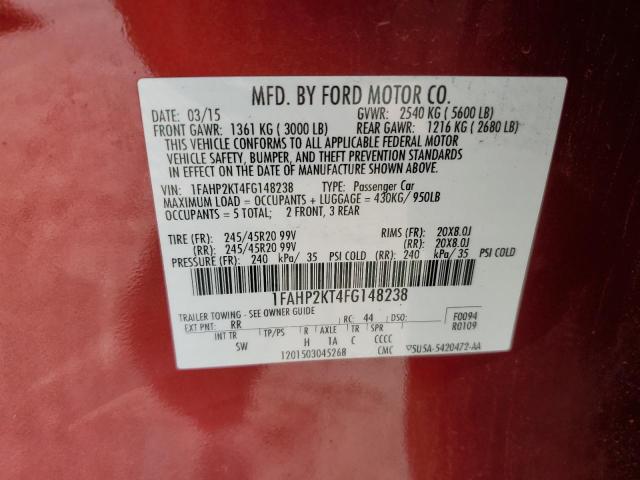 MFD. BY FORD MOTOR CO.
DATE: 03/15 GVWR: 2540 KG ( 5600 LB)
FRONT GAWR: 1361 KG ( 3000 LB) REAR GAWR: 1216 KG ( 2680 LB)
THIS VEHICLE CONFORMS TO ALL APPLICABLE FEDERAL MOTOR
VEHICLE SAFETY, BUMPER, AND THEFT PREVENTION STANDARDS
IN EFFECT ON THE DATE OF MANUFACTURE SHOWN ABOVE.
VIN: 1FAHP2KT4FG148238 TYPE: Passenger Car
MAXIMUM LOAD = OCCUPANTS + LUGGAGE = 430KG/ 950LB
OCCUPANTS = 5 TOTAL; 2 FRONT, 3 REAR
TIRE (FR): 245/45R20 99V RIMS (FR): 20X8.0J
(RR): 245/45R20 99V (RR): 20X8.0J
PRESSURE (FR): 240 kPa/ 35 PSI COLD (RR): 240 kPa/ 35 PSI COLD
1FAHP2KT4FG148238
TRAILER TOWING - SEE OWNER GUIDE
EXT PNT: RR RC: 44 DSO: F0094
R0109
INT TR TP/PS R AXLE TR SPR
SW H 1A C CCCC
1201503045268 CMC 5U5A-5420472-AA